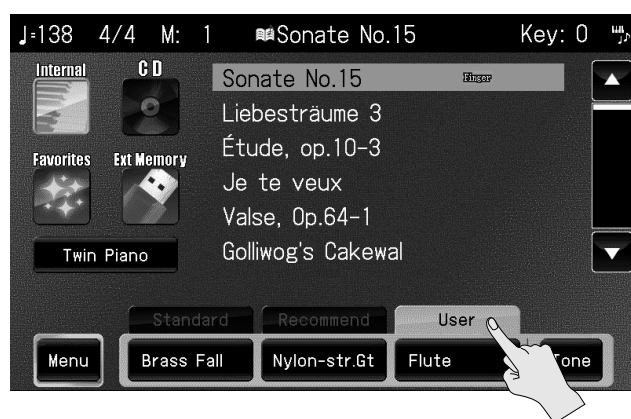 ♩=138 4/4 M: 1 Sonate No.15 Key: 0
Internal CD
Sonate No.15 Finger
Liebesträume 3
Étude, op.10-3
Favorites Ext Memory
Je te veux
Valse, Op.64-1
Twin Piano
Golliwog's Cakewal
Standard Recommend User
Menu Brass Fall Nylon-str.Gt Flute Tone